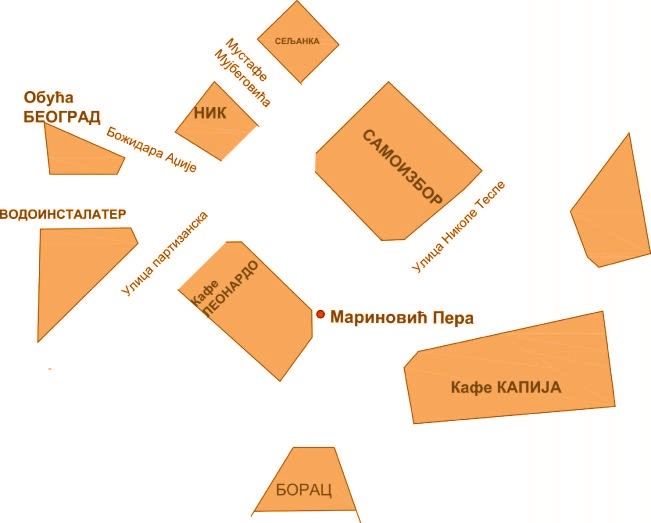 СЕЉАНКА
Мустафе
Мујбеговића
Обућа
БЕОГРАД
НИК
Божидара Аџије
САМОИЗБОР
ВОДОИНСТАЛАТЕР
Улица партизанска
Улица Николе Тесле
Кафе
ЛЕОНАРДО
Мариновић Пера
Кафе КАПИЈА
БОРАЦ